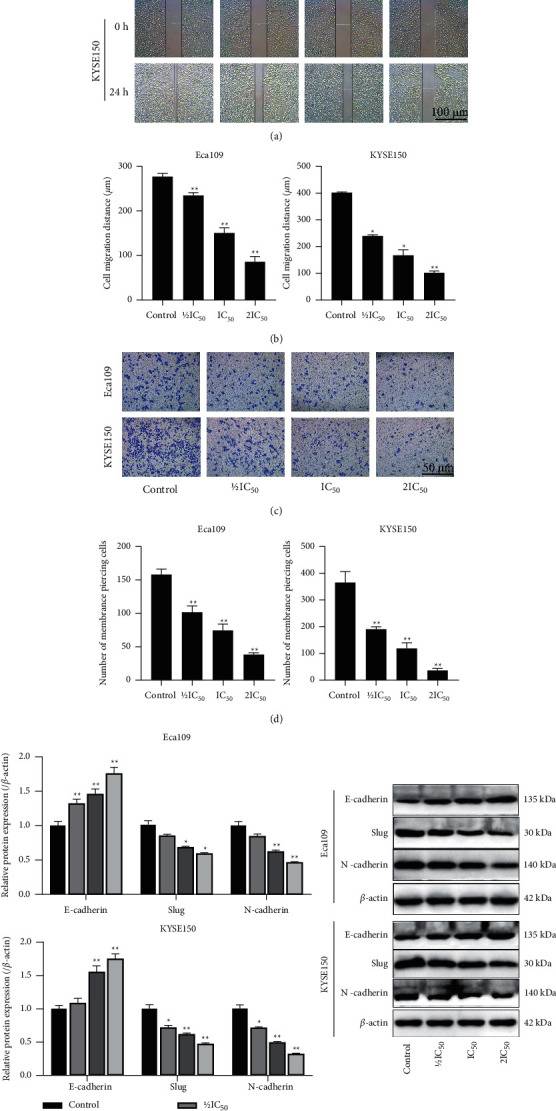 KYSE150
0 h
24 h
100 μm
(a)
Eca109
KYSE150
Cell migration distance (μm)
300
200
100
0
Control ½IC50 IC50 2IC50
** ** **
Cell migration distance (μm)
500
400
300
200
100
0
Control ½IC50 IC50 2IC50
* * **
(b)
Eca109
KYSE150
50 μm
Control ½IC50 IC50 2IC50
(c)
Eca109
KYSE150
Number of membrance piercing cells
200
150
100
50
0
Control ½IC50 IC50 2IC50
** ** **
Number of membrance piercing cells
500
400
300
200
100
0
Control ½IC50 IC50 2IC50
** ** **
(d)
Eca109
Relative protein expression (/β-actin)
2.0
1.5
1.0
0.5
0.0
** ** **
* *
** **
E-cadherin Slug N-cadherin
KYSE150
Relative protein expression (/β-actin)
2.0
1.5
1.0
0.5
0.0
** **
* ** **
* ** **
E-cadherin Slug N-cadherin
Control ½IC50
Eca109
E-cadherin 135 kDa
Slug 30 kDa
N -cadherin 140 kDa
β-actin 42 kDa
KYSE150
E-cadherin 135 kDa
Slug 30 kDa
N -cadherin 140 kDa
β-actin 42 kDa
Control ½IC50 IC50 2IC50